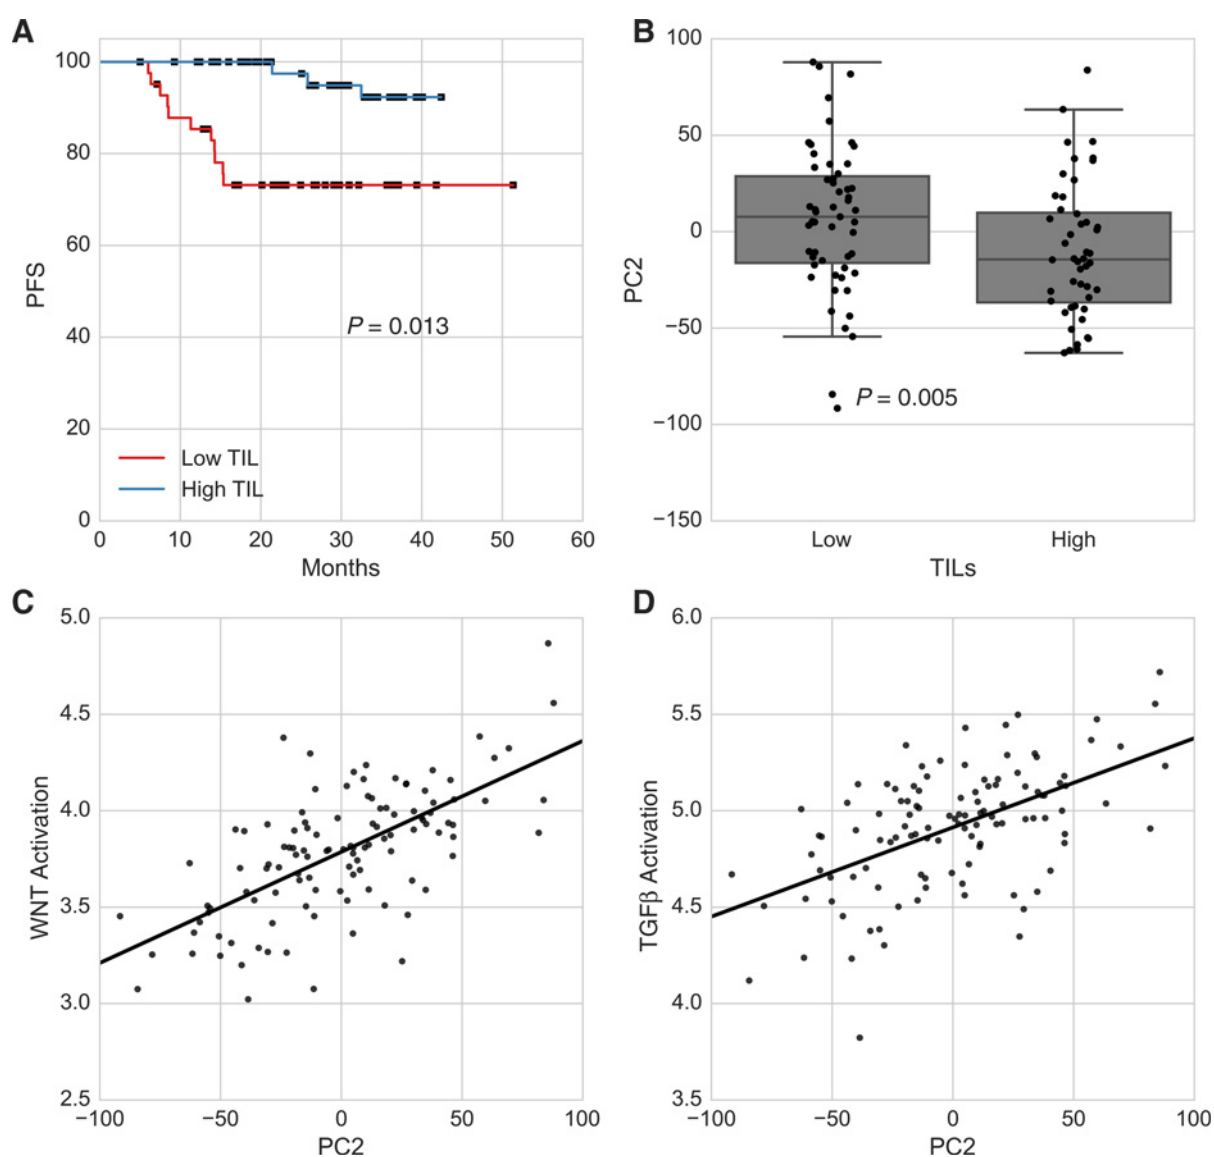 A
100
80
60
40
20
0
PFS
P = 0.013
Low TIL
High TIL
0 10 20 30 40 50 60
Months
B
100
50
0
−50
−100
−150
PC2
P = 0.005
Low High
TILs
C
5.0
4.5
4.0
3.5
3.0
2.5
WNT Activation
−100 −50 0 50 100
PC2
D
6.0
5.5
5.0
4.5
4.0
3.5
TGFβ Activation
−100 −50 0 50 100
PC2